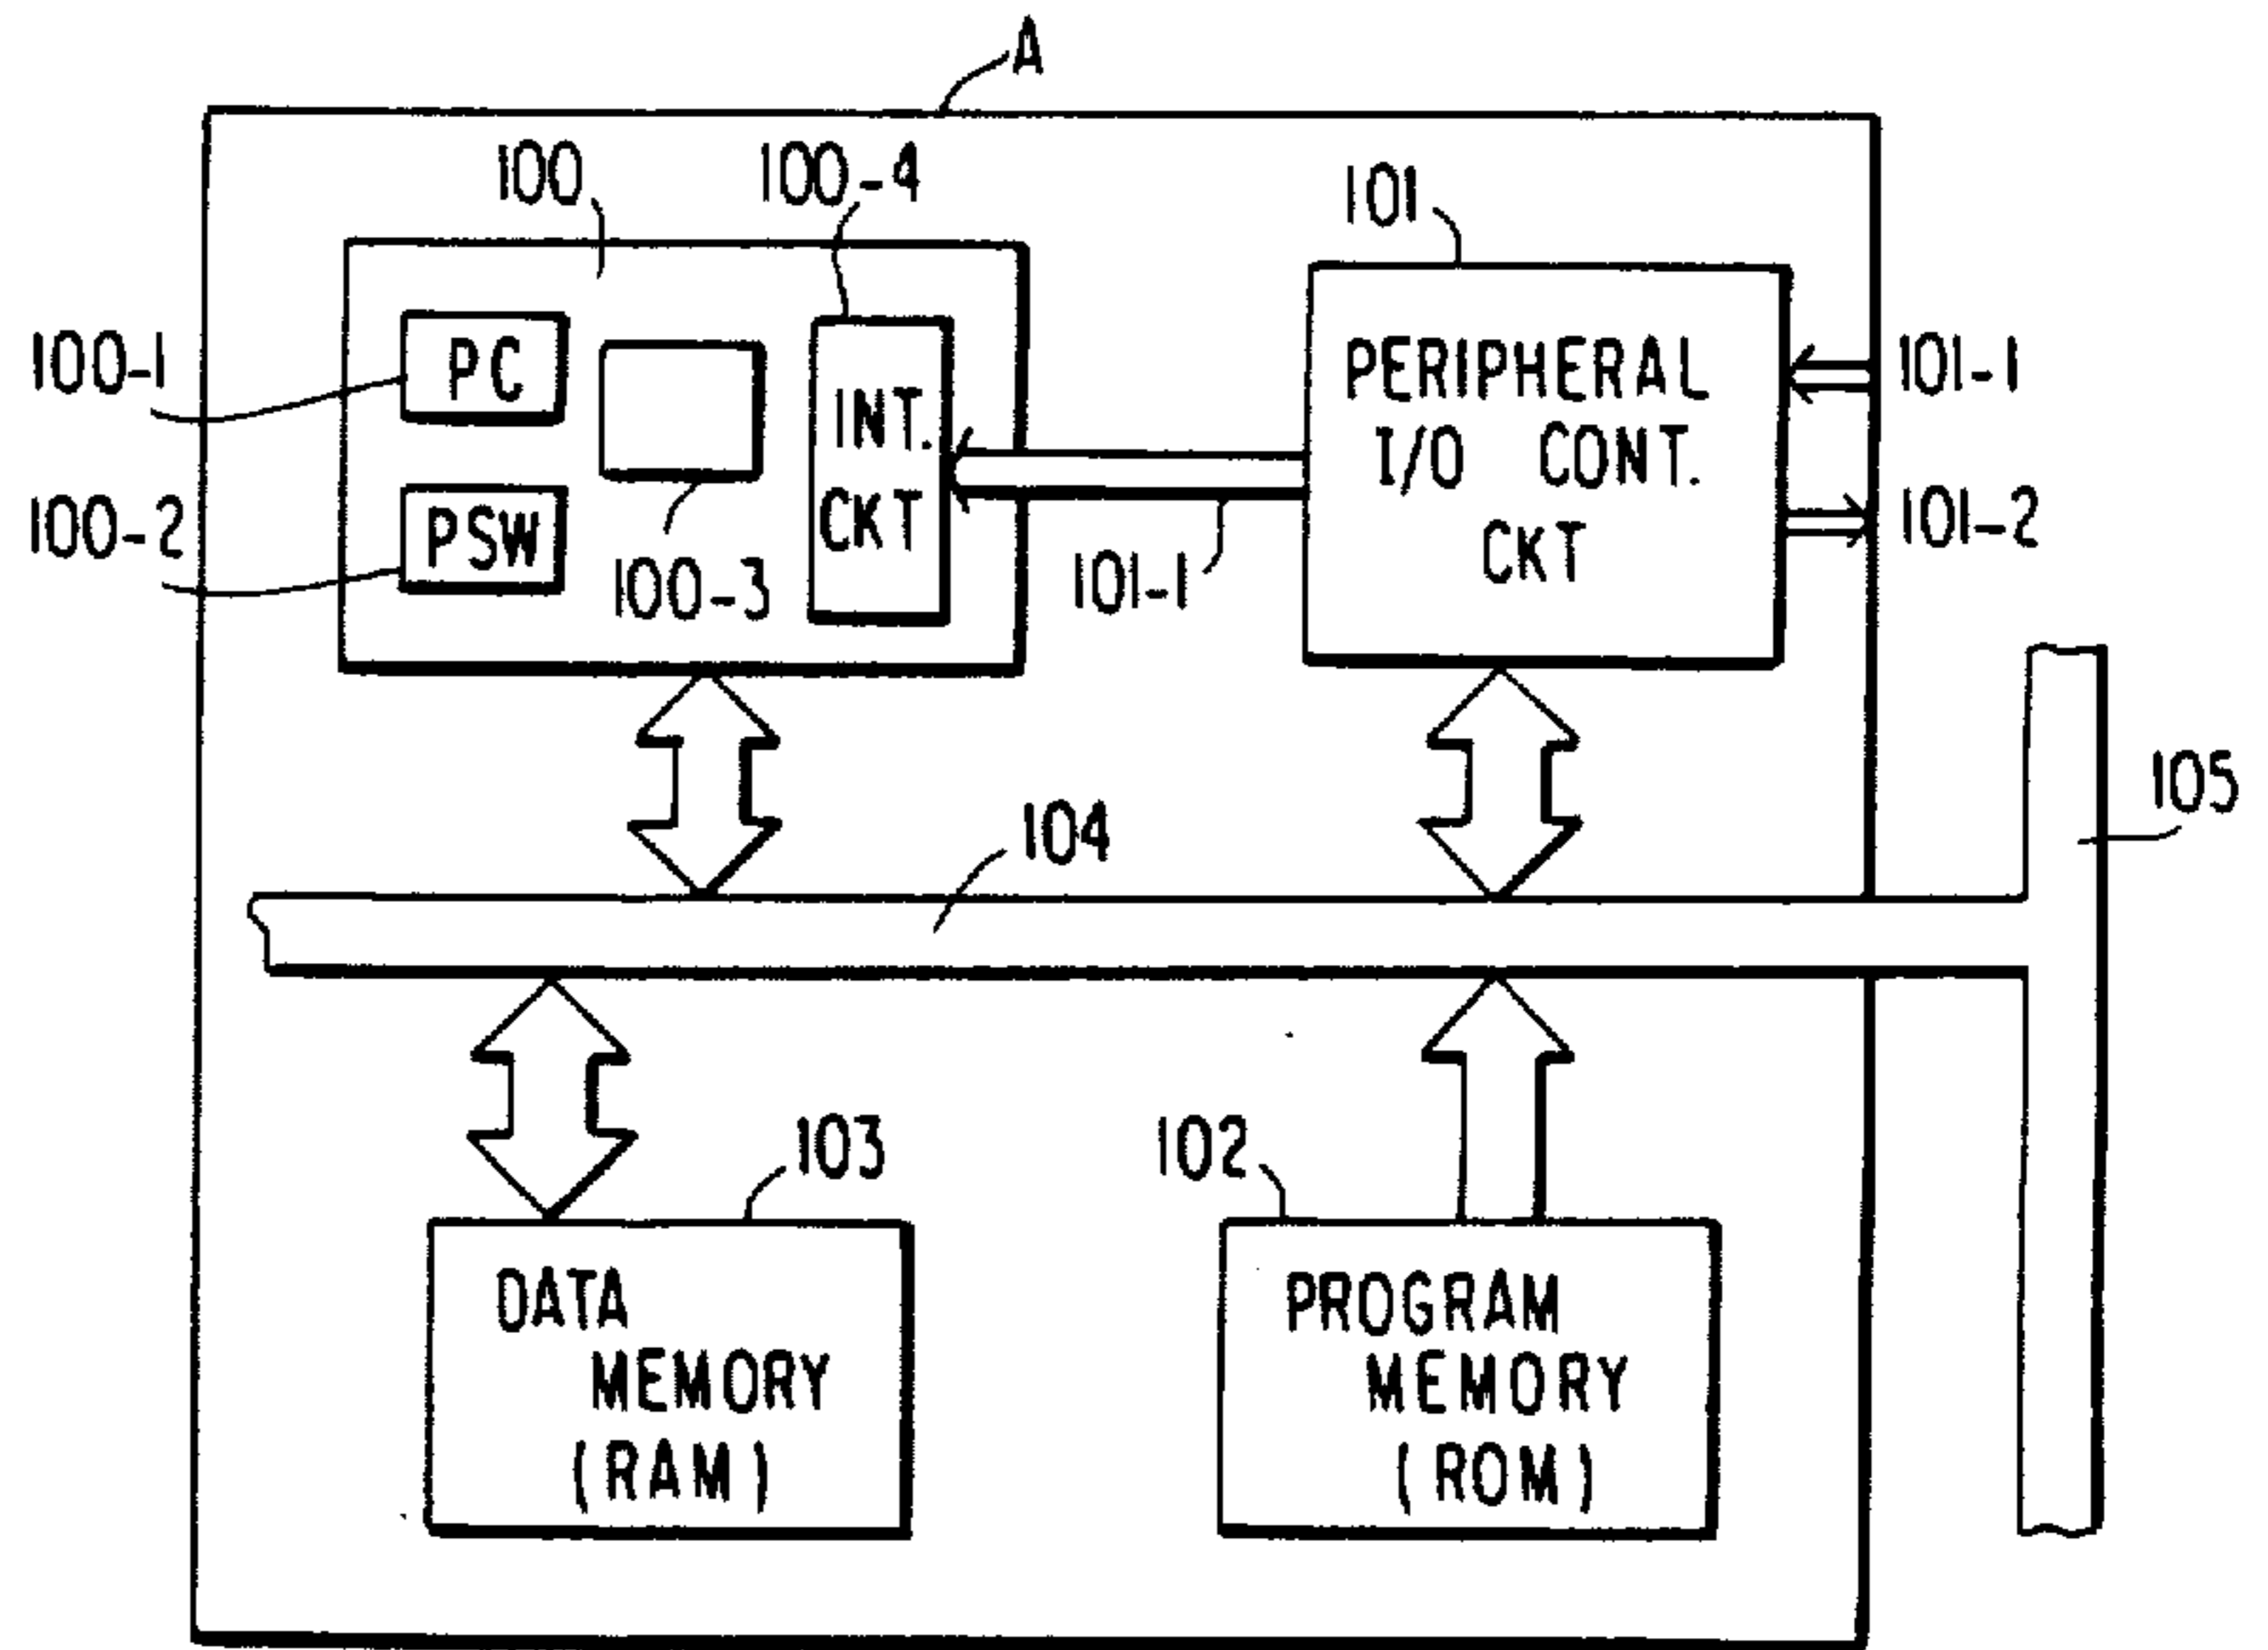 A
100
100-4
101
100-1
PC
INT.
CKT
PERIPHERAL
I/O CONT.
CKT
101-1
100-2
PSW
100-3
101-1
101-2
105
104
103
102
DATA
MEMORY
(RAM)
PROGRAM
MEMORY
(ROM)